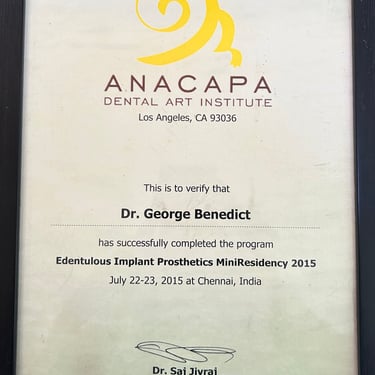 ANACAPA
DENTAL ART INSTITUTE
Los Angeles, CA 93036
This is to verify that
Dr. George Benedict
has successfully completed the program
Edentulous Implant Prosthetics MiniResidency 2015
July 22-23, 2015 at Chennai, India
Dr. Saj Jivraj